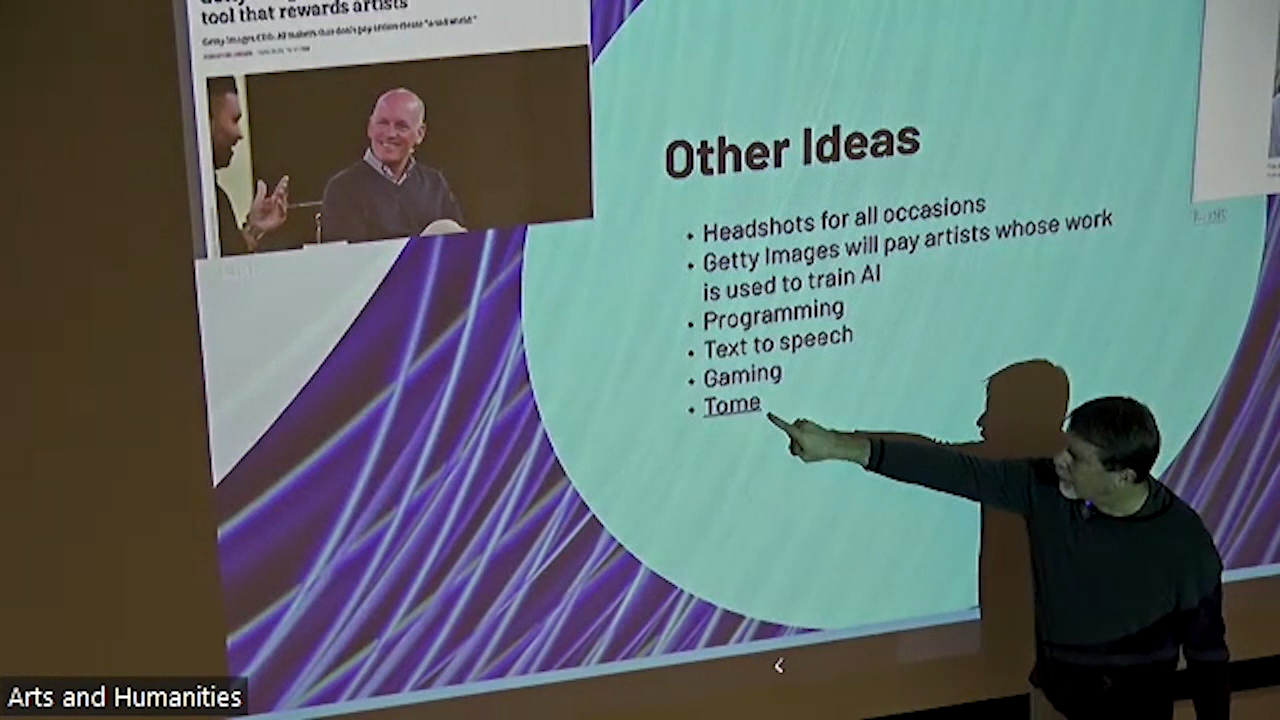 tool that rewards artists
Other Ideas
• Headshots for all occasions
• Getty Images will pay artists whose work
is used to train AI
• Programming
• Text to speech
• Gaming
• Tome
Arts and Humanities